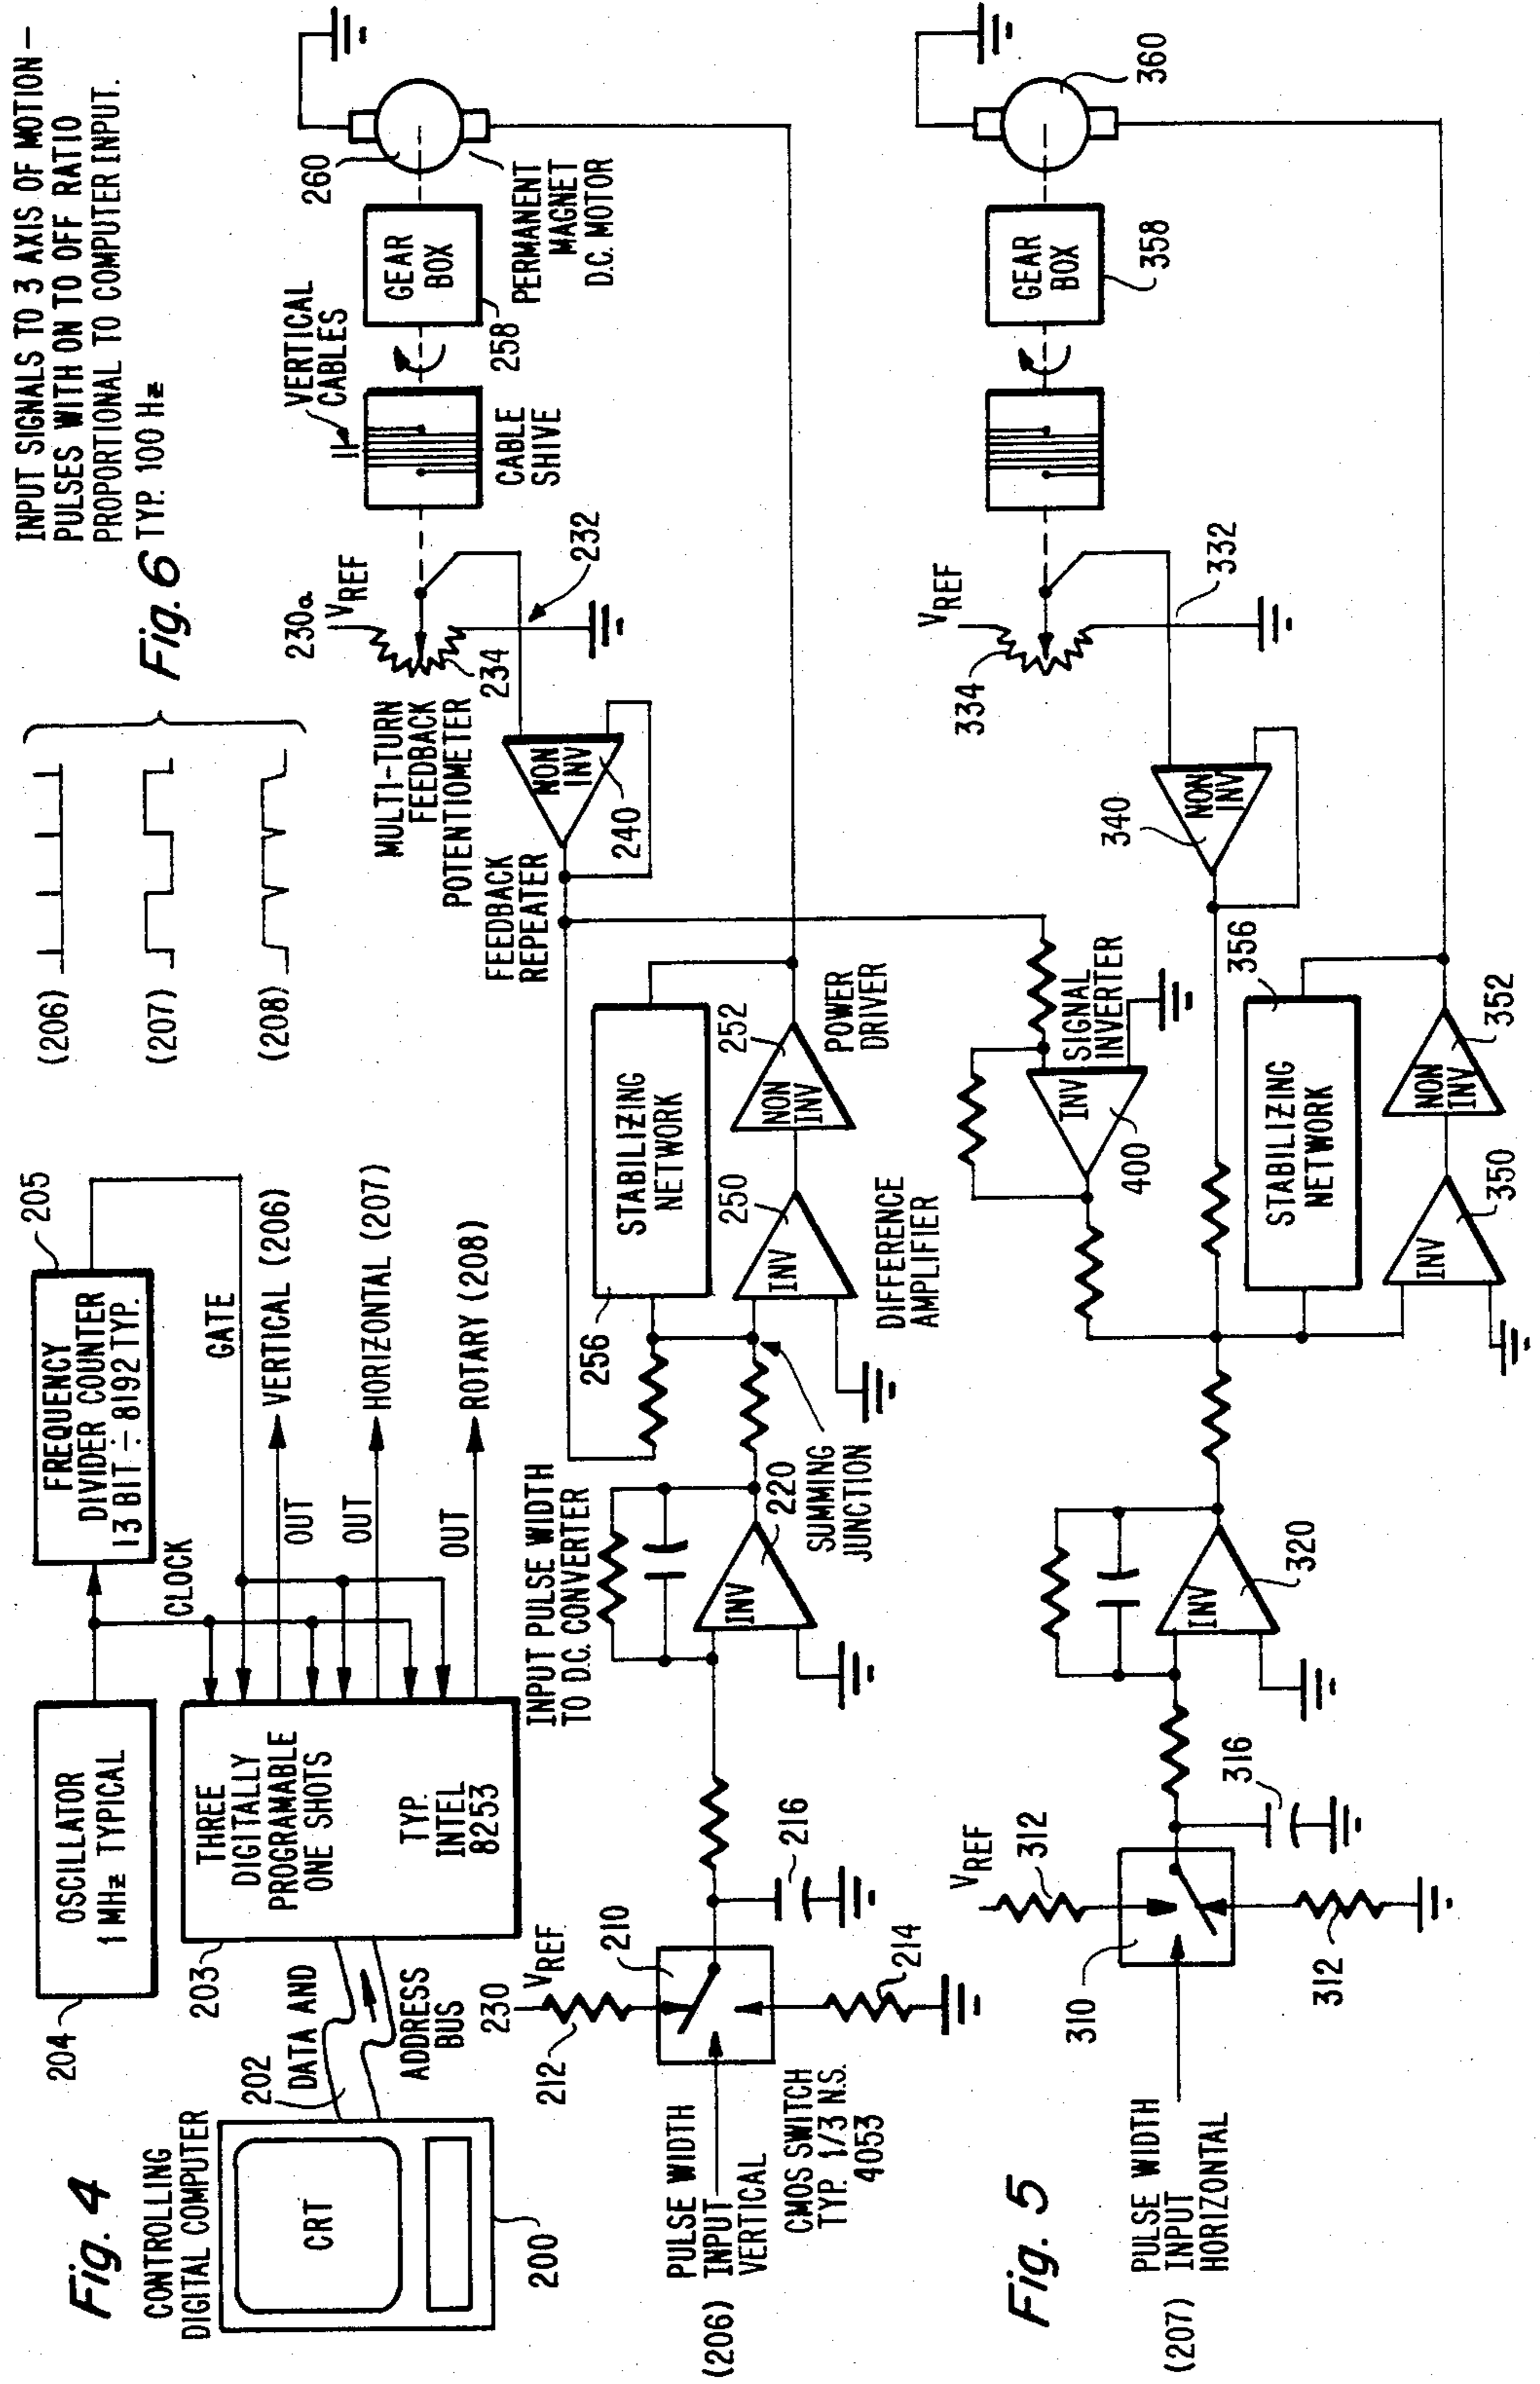 Fig. 4
CONTROLLING
DIGITAL COMPUTER
CRT
200
202
DATA AND
ADDRESS
BUS
204
OSCILLATOR
1 MHz TYPICAL
203
THREE
DIGITALLY
PROGRAMABLE
ONE SHOTS
TYP.
INTEL
8253
CLOCK
205
FREQUENCY
DIVIDER COUNTER
13 BIT ÷ 8192 TYP.
GATE
OUT
VERTICAL (206)
OUT
HORIZONTAL (207)
OUT
ROTARY (208)
INPUT SIGNALS TO 3 AXIS OF MOTION—
PULSES WITH ON TO OFF RATIO
PROPORTIONAL TO COMPUTER INPUT.
TYP. 100 Hz
Fig. 6
(206)
(207)
(208)
(206)
PULSE WIDTH
INPUT
VERTICAL
CMOS SWITCH
TYP. 1/3 N.S.
4053
230
VREF
212
210
214
216
INPUT PULSE WIDTH
TO D.C. CONVERTER
INV
220
SUMMING
JUNCTION
256
STABILIZING
NETWORK
INV
250
DIFFERENCE
AMPLIFIER
NON
INV
252
POWER
DRIVER
FEEDBACK
REPEATER
NON
INV
240
MULTI-TURN
FEEDBACK
POTENTIOMETER
230a
VREF
234
232
VERTICAL
CABLES
CABLE
SHIVE
GEAR
BOX
258
260
PERMANENT
MAGNET
D.C. MOTOR
SIGNAL
INVERTER
INV
400
Fig. 5
(207)
PULSE WIDTH
INPUT
HORIZONTAL
VREF
312
310
312
316
INV
320
STABILIZING
NETWORK
356
INV
350
NON
INV
352
340
NON
INV
334
VREF
332
GEAR
BOX
358
360